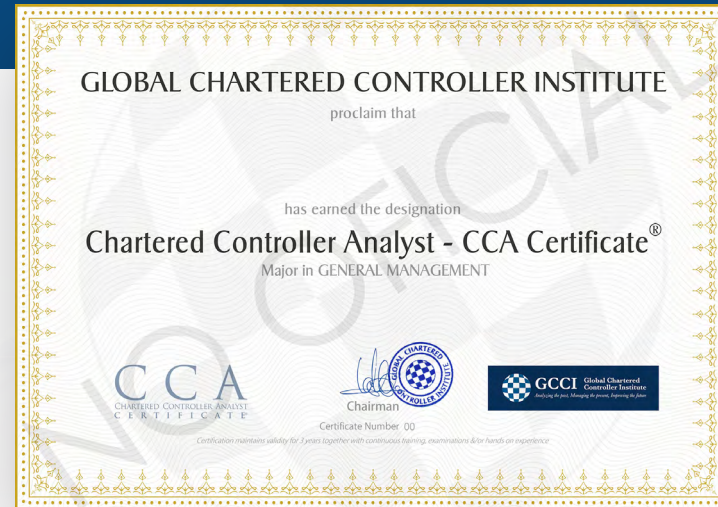 GLOBAL CHARTERED CONTROLLER INSTITUTE
proclaim that
has earned the designation
Chartered Controller Analyst - CCA Certificate®
Major in GENERAL MANAGEMENT
CCA
CHARTERED CONTROLLER ANALYST
CERTIFICATE
GLOBAL CHARTERED
CONTROLLER INSTITUTE
Chairman
GCCI Global Chartered
Controller Institute
Analyzing the past, Managing the present, Improving the future
Certificate Number 00
Certification maintains validity for 3 years together with continuous training, examinations &/or hands on experience
NO OFICIAL